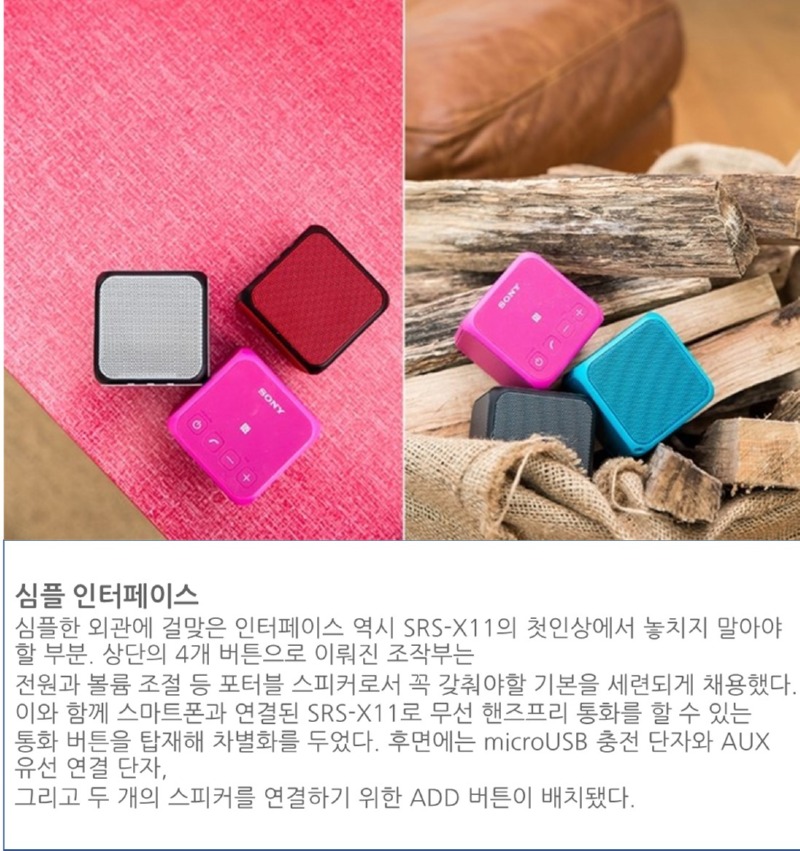 SONY
SONY
심플 인터페이스
심플한 외관에 걸맞은 인터페이스 역시 SRS-X11의 첫인상에서 놓치지 말아야
할 부분. 상단의 4개 버튼으로 이뤄진 조작부는
전원과 볼륨 조절 등 포터블 스피커로서 꼭 갖춰야할 기본을 세련되게 채용했다.
이와 함께 스마트폰과 연결된 SRS-X11로 무선 핸즈프리 통화를 할 수 있는
통화 버튼을 탑재해 차별화를 두었다. 후면에는 microUSB 충전 단자와 AUX
유선 연결 단자,
그리고 두 개의 스피커를 연결하기 위한 ADD 버튼이 배치됐다.